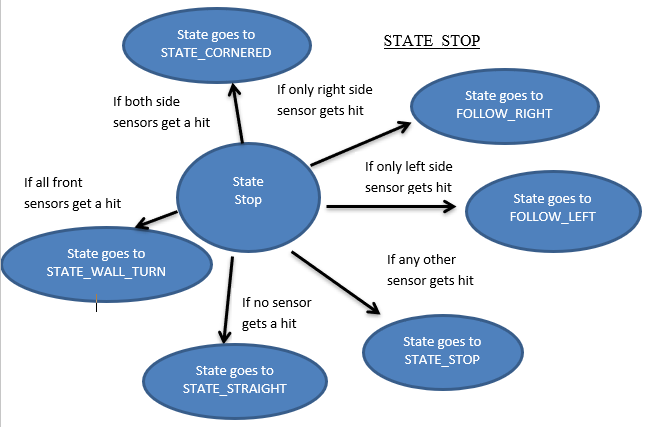 STATE STOP
State goes to
STATE_CORNERED
If both side
sensors get a hit
If only right side
sensor gets hit
State goes to
FOLLOW_RIGHT
If only left side
sensor gets hit
State goes to
FOLLOW_LEFT
State
Stop
If all front
sensors get a hit
State goes to
STATE_WALL_TURN
If no sensor
gets a hit
If any other
sensor gets hit
State goes to
STATE_STOP
State goes to
STATE_STRAIGHT